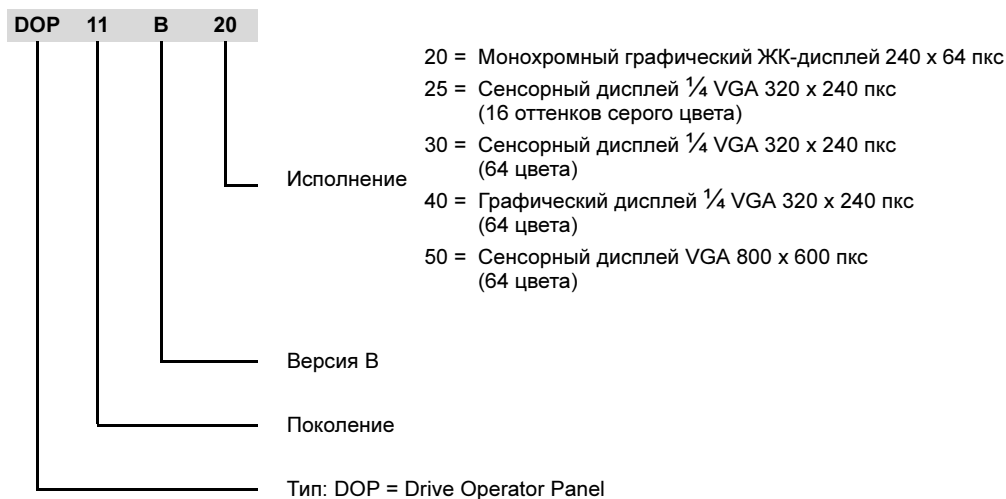 DOP 11 B 20
20 = Монохромный графический ЖК-дисплей 240 x 64 пкс
25 = Сенсорный дисплей ¼ VGA 320 x 240 пкс
(16 оттенков серого цвета)
30 = Сенсорный дисплей ¼ VGA 320 x 240 пкс
(64 цвета)
Исполнение
40 = Графический дисплей ¼ VGA 320 x 240 пкс
(64 цвета)
50 = Сенсорный дисплей VGA 800 x 600 пкс
(64 цвета)
Версия B
Поколение
Тип: DOP = Drive Operator Panel